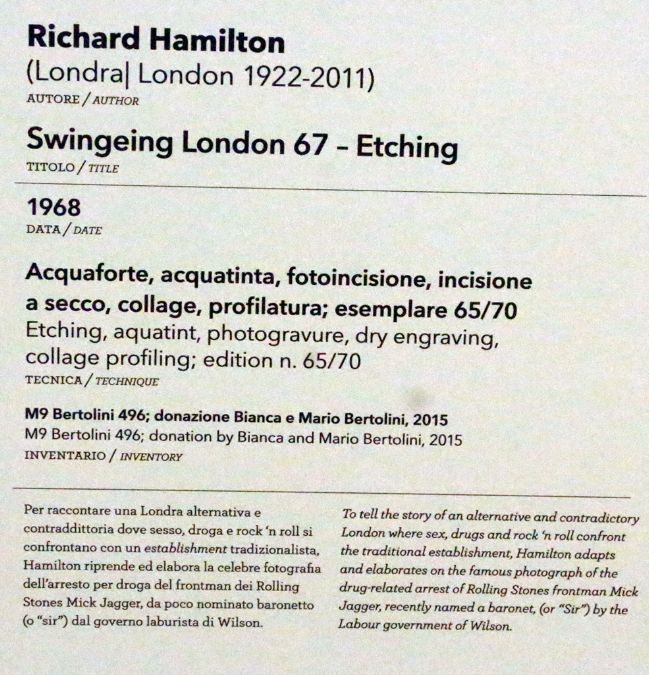 Richard Hamilton
(Londra| London 1922-2011)
AUTORE / AUTHOR
Swingeing London 67 – Etching
TITOLO / TITLE
1968
DATA / DATE
Acquaforte, acquatinta, fotoincisione, incisione
a secco, collage, profilatura; esemplare 65/70
Etching, aquatint, photogravure, dry engraving,
collage profiling; edition n. 65/70
TECNICA / TECHNIQUE
M9 Bertolini 496; donazione Bianca e Mario Bertolini, 2015
M9 Bertolini 496; donation by Bianca and Mario Bertolini, 2015
INVENTARIO / INVENTORY
Per raccontare una Londra alternativa e
contraddittoria dove sesso, droga e rock ‘n roll si
confrontano con un establishment tradizionalista,
Hamilton riprende ed elabora la celebre fotografia
dell’arresto per droga del frontman dei Rolling
Stones Mick Jagger, da poco nominato baronetto
(o “sir”) dal governo laburista di Wilson.
To tell the story of an alternative and contradictory
London where sex, drugs and rock ‘n roll confront
the traditional establishment, Hamilton adapts
and elaborates on the famous photograph of the
drug-related arrest of Rolling Stones frontman Mick
Jagger, recently named a baronet, (or “Sir”) by the
Labour government of Wilson.